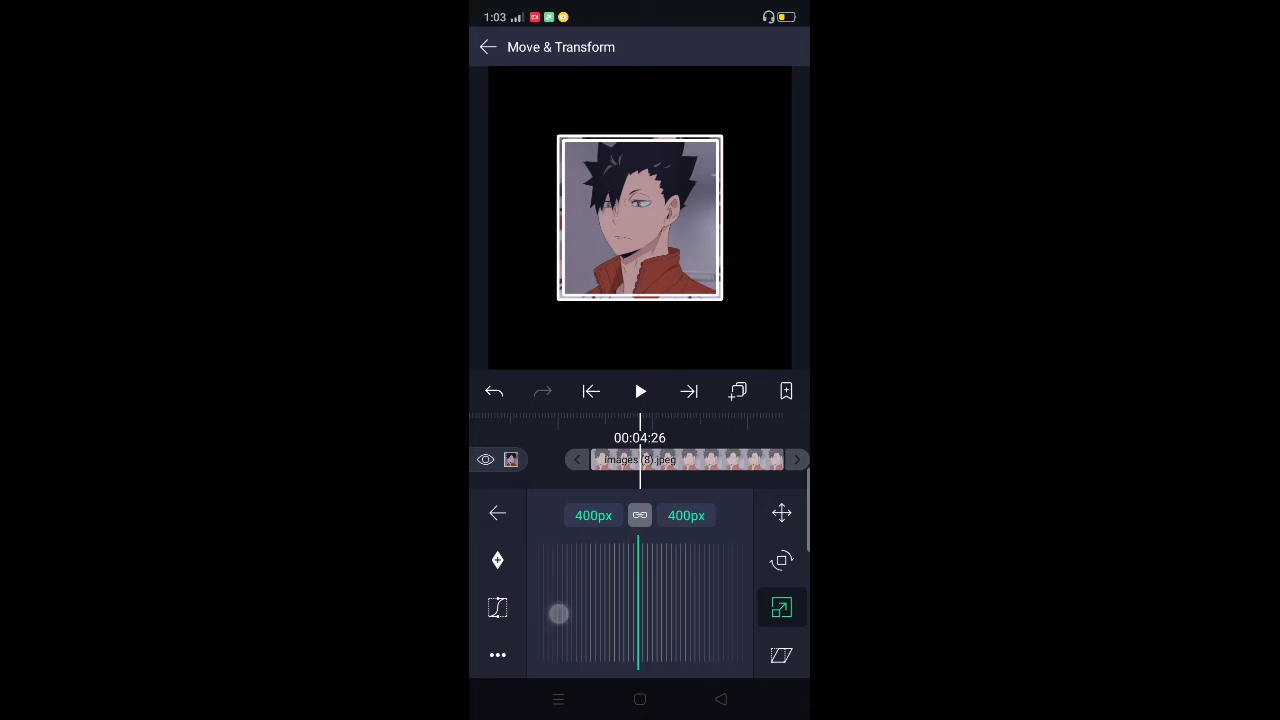 1:03
Move & Transform
00:04:26
images (8).jpeg
400px 400px